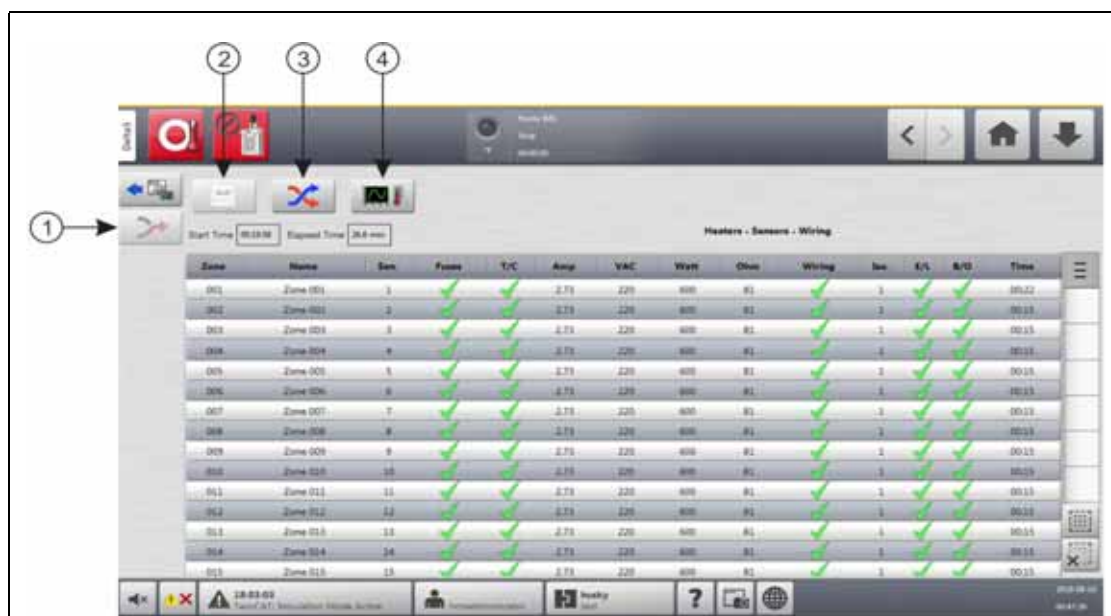 2 3 4
Delta5
1
Start Time Elapsed Time
Heaters - Sensors - Wiring
Zone Name Sen Fuses T/C Amp VAC Watt Ohm Wiring Iso E/L B/O Time
001 Zone 001 1 2.73 220 600 81 1 00:22
002 Zone 002 2 2.73 220 600 81 1 00:15
003 Zone 003 3 2.73 220 600 81 1 00:15
004 Zone 004 4 2.73 220 600 81 1 00:15
005 Zone 005 5 2.73 220 600 81 1 00:15
006 Zone 006 6 2.73 220 600 81 1 00:15
007 Zone 007 7 2.73 220 600 81 1 00:15
008 Zone 008 8 2.73 220 600 81 1 00:15
009 Zone 009 9 2.73 220 600 81 1 00:15
010 Zone 010 10 2.73 220 600 81 1 00:15
011 Zone 011 11 2.73 220 600 81 1 00:15
012 Zone 012 12 2.73 220 600 81 1 00:15
013 Zone 013 13 2.73 220 600 81 1 00:15
014 Zone 014 14 2.73 220 600 81 1 00:15
015 Zone 015 15 2.73 220 600 81 1 00:15
18-03-03
TwinCAT: Simulation Mode Active
husky
?